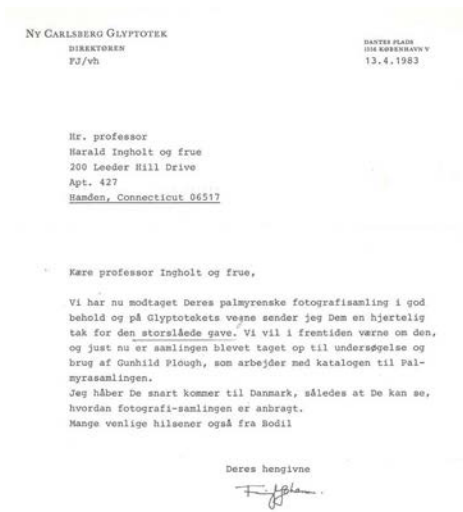 NY CARLSBERG GLYPTOTEK
DIREKTØREN
FJ/vh
DANTES PLADS
1556 KØBENHAVN V
13.4.1983
Hr. professor
Harald Ingholt og frue
200 Leeder Hill Drive
Apt. 427
Hamden, Connecticut 06517
Kære professor Ingholt og frue,
Vi har nu modtaget Deres palmyrenske fotografisamling i god
behold og på Glyptotekets vegne sender jeg Dem en hjertelig
tak for den storslåede gave. Vi vil i fremtiden værne om den,
og just nu er samlingen blevet taget op til undersøgelse og
brug af Gunhild Ploug, som arbejder med katalogen til Pal-
myrasamlingen.
Jeg håber De snart kommer til Danmark, således at De kan se,
hvordan fotografi-samlingen er anbragt.
Mange venlige hilsener også fra Bodil
Deres hengivne